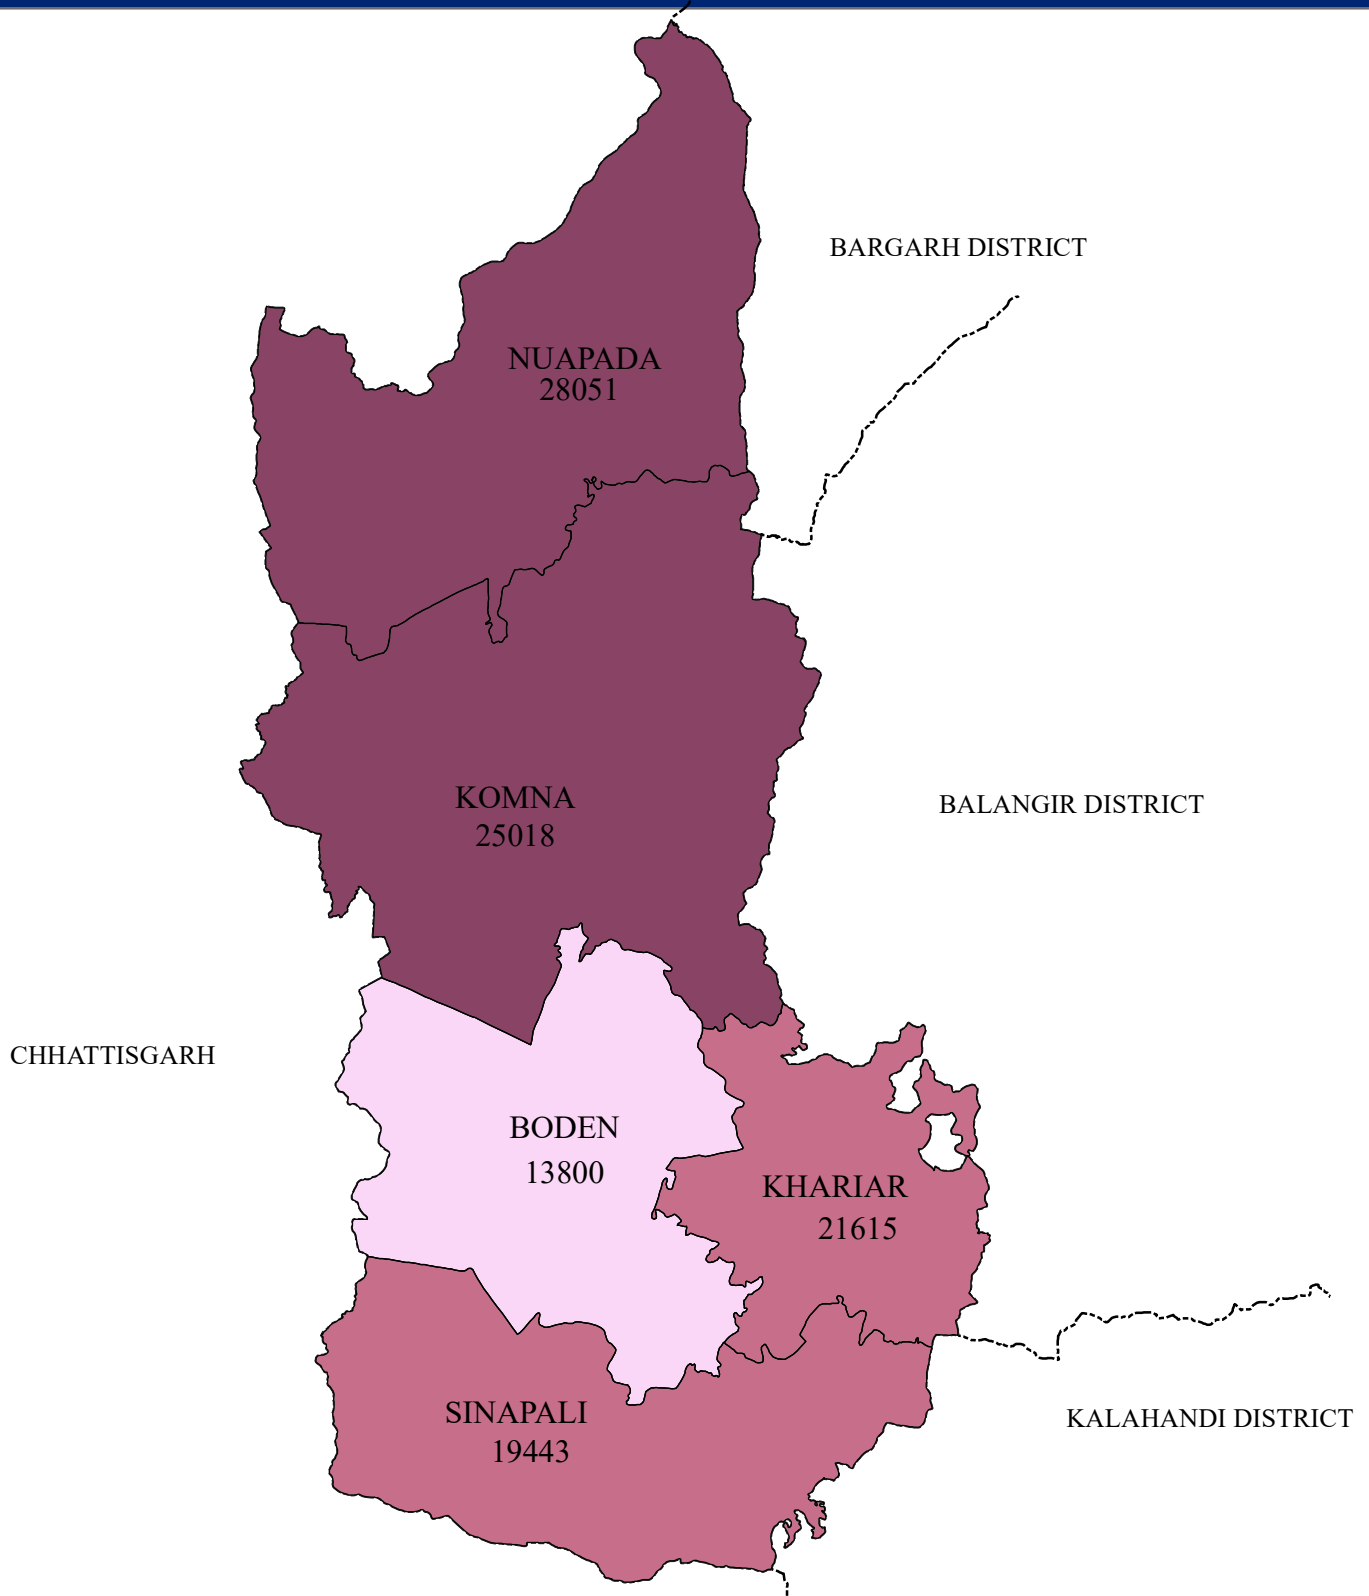 BARGARH DISTRICT
NUAPADA
28051
KOMNA
25018
BALANGIR DISTRICT
CHHATTISGARH
BODEN
13800
KHARIAR
21615
SINAPALI
19443
KALAHANDI DISTRICT